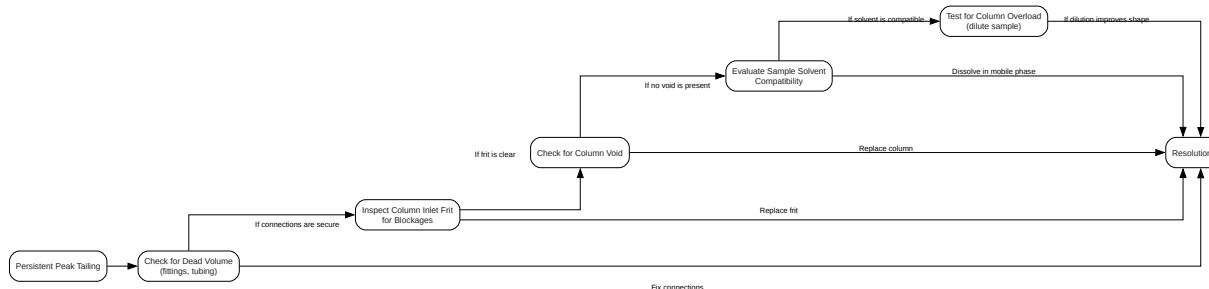 If solvent is compatible
Test for Column Overload
(dilute sample)
If dilution improves shape
Evaluate Sample Solvent
Compatibility
Dissolve in mobile phase
If no void is present
If frit is clear
Check for Column Void
Replace column
Resolution
Inspect Column Inlet Frit
for Blockages
Replace frit
If connections are secure
Persistent Peak Tailing
Check for Dead Volume
(fittings, tubing)
Fix connections